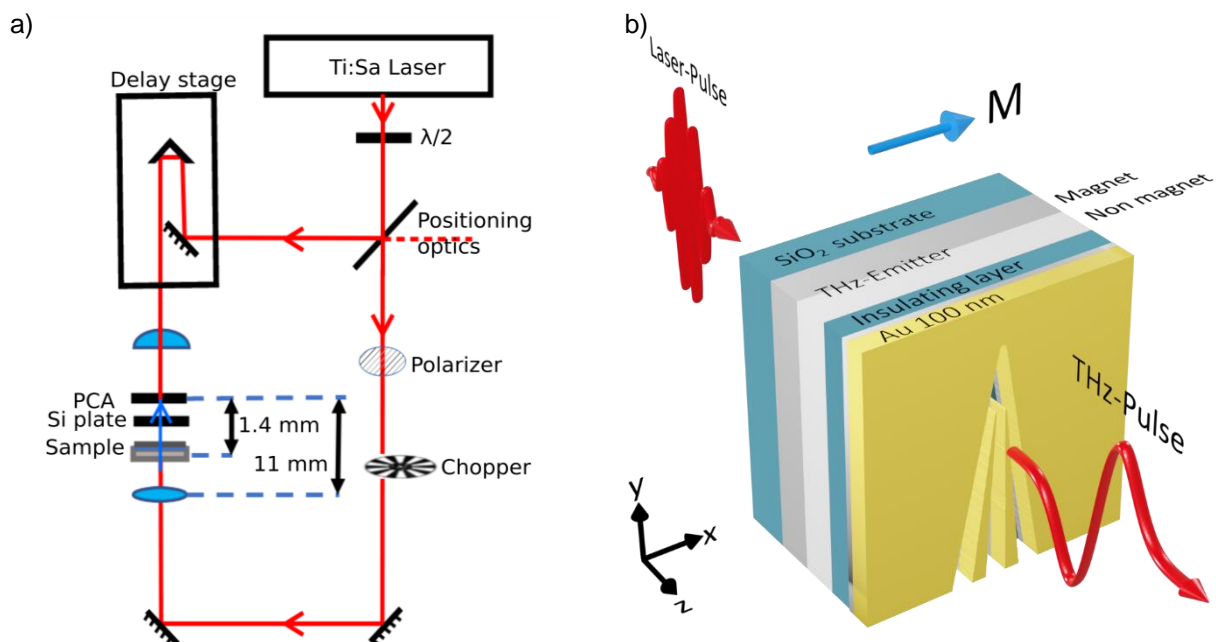 a)
Ti:Sa Laser
Delay stage
λ/2
Positioning
optics
Polarizer
PCA
Si plate
1.4 mm
Sample
11 mm
Chopper
b)
Laser-Pulse
M
Magnet
Non magnet
SiO₂ substrate
THz-Emitter
Insulating layer
Au 100 nm
THz-Pulse
y
x
z